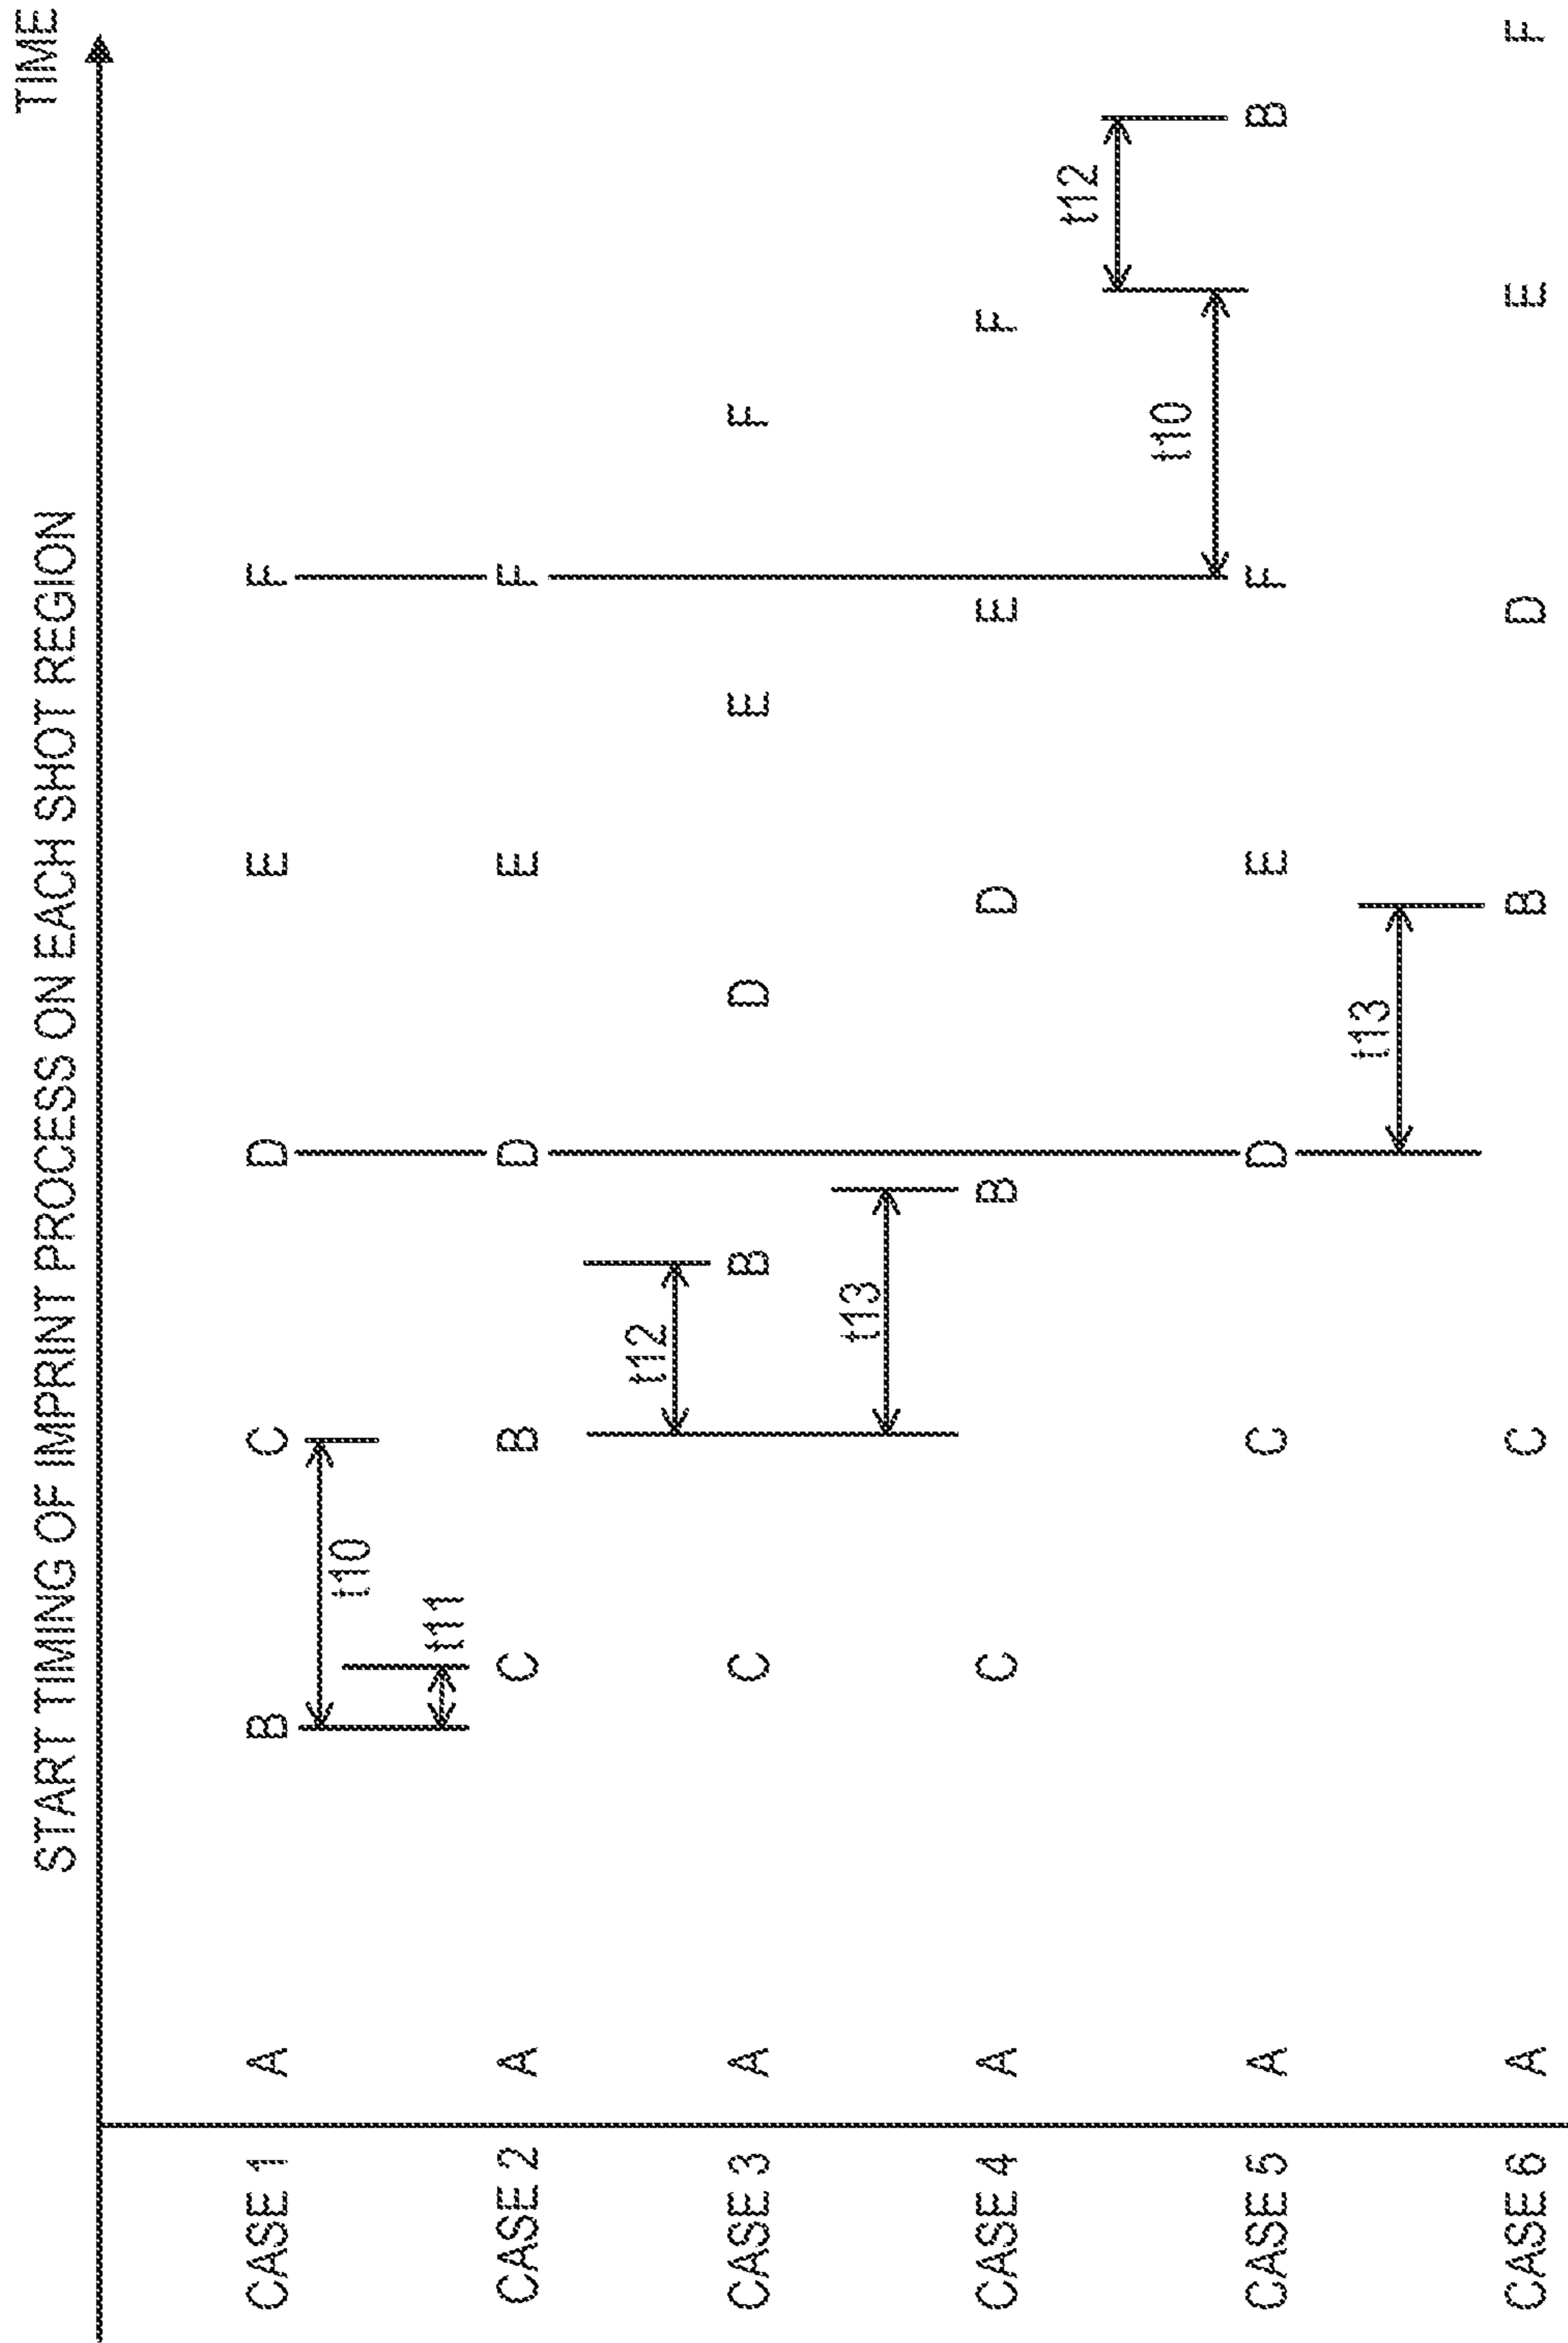 START TIMING OF IMPRINT PROCESS ON EACH SHOT REGION
TIME
CASE 1 A B C D E F
t10
t11
CASE 2 A C B D E F
t12
CASE 3 A C B D E F
t13
CASE 4 A C B D E F
t12
t10
CASE 5 A C D E F B
t13
CASE 6 A C B D E F